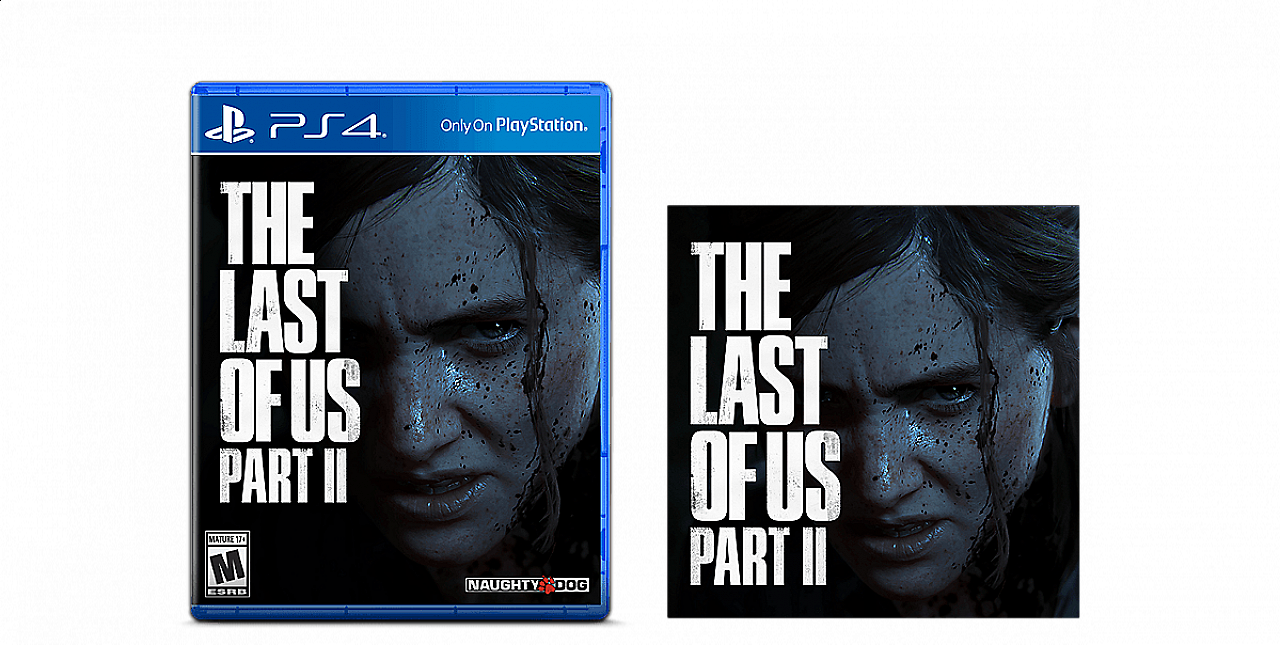 PS4
Only On PlayStation
THE
LAST
OF US
PART II
MATURE 17+
M
ESRB
NAUGHTY DOG
THE
LAST
OF US
PART II